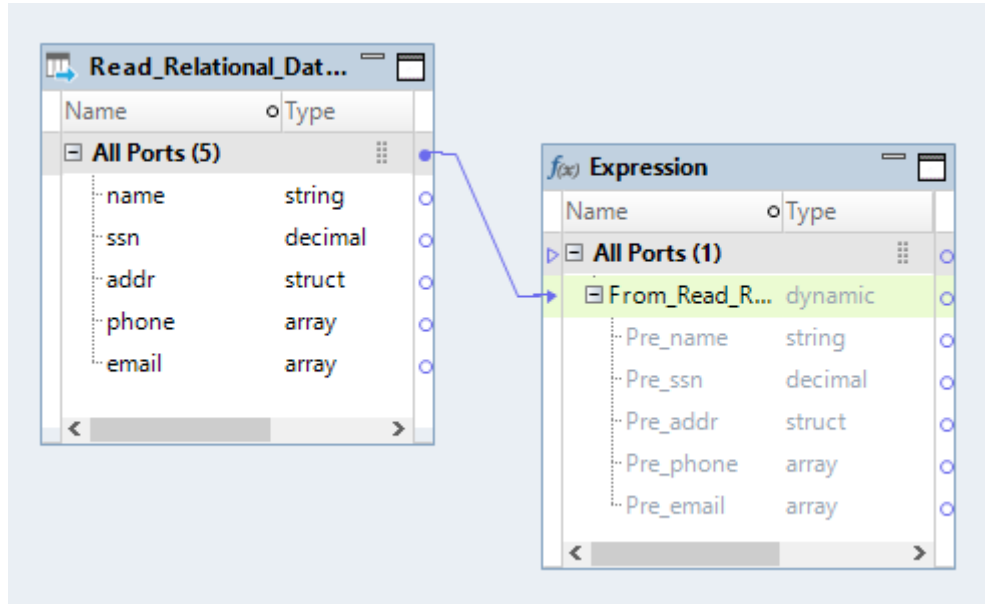 Read_Relational_Dat...
Name Type
All Ports (5)
name string
ssn decimal
addr struct
phone array
email array
f(x) Expression
Name Type
All Ports (1)
From_Read_R... dynamic
Pre_name string
Pre_ssn decimal
Pre_addr struct
Pre_phone array
Pre_email array